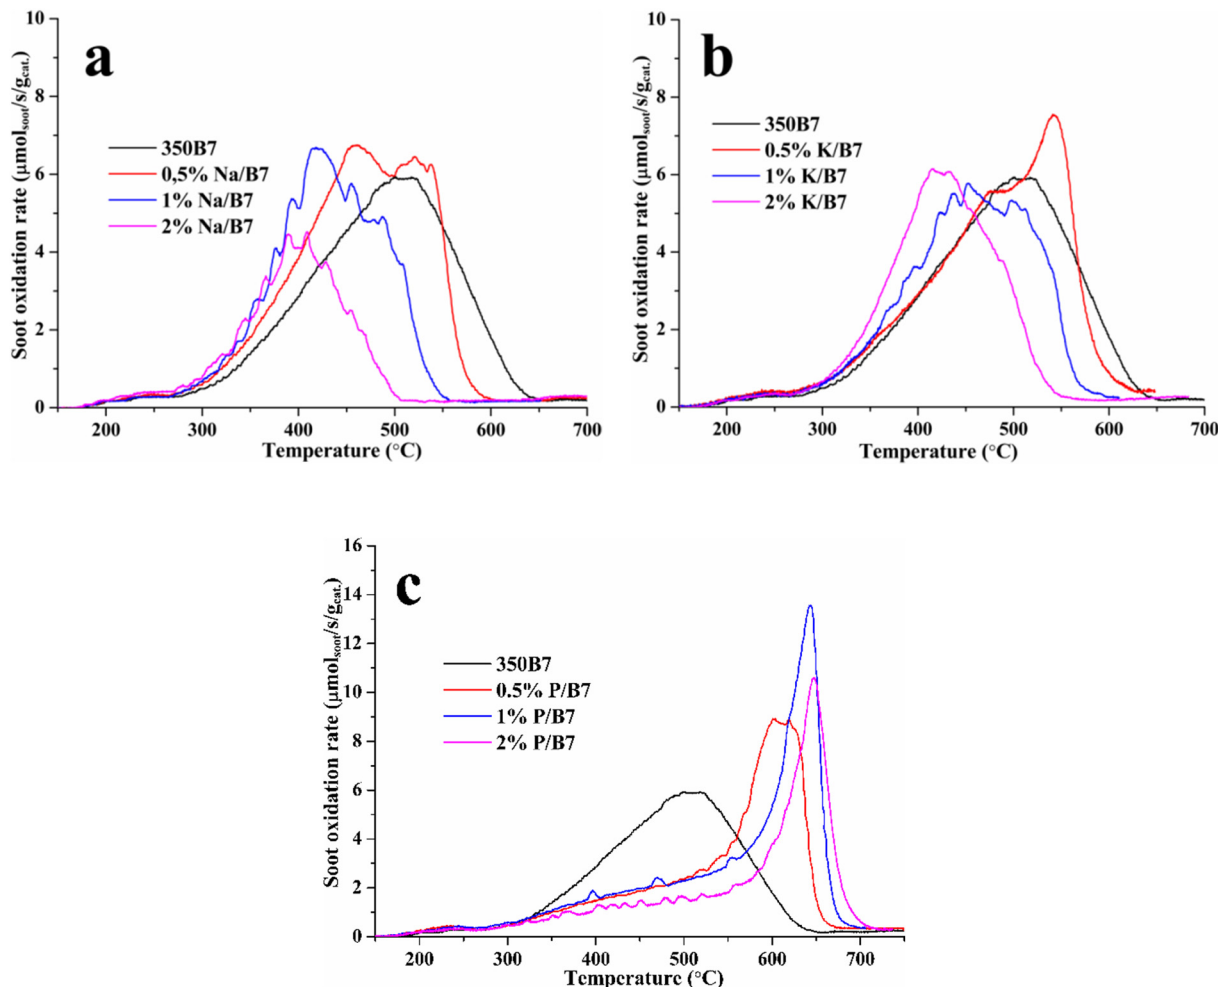 a
Soot oxidation rate (μmolsoot/s/gcat.)
10
8
6
4
2
0
350B7
0,5% Na/B7
1% Na/B7
2% Na/B7
200 300 400 500 600 700
Temperature (°C)
b
Soot oxidation rate (μmolsoot/s/gcat.)
10
8
6
4
2
0
350B7
0.5% K/B7
1% K/B7
2% K/B7
200 300 400 500 600 700
Temperature (°C)
c
Soot oxidation rate (μmolsoot/s/gcat.)
16
14
12
10
8
6
4
2
0
350B7
0.5% P/B7
1% P/B7
2% P/B7
200 300 400 500 600 700
Temperature (°C)